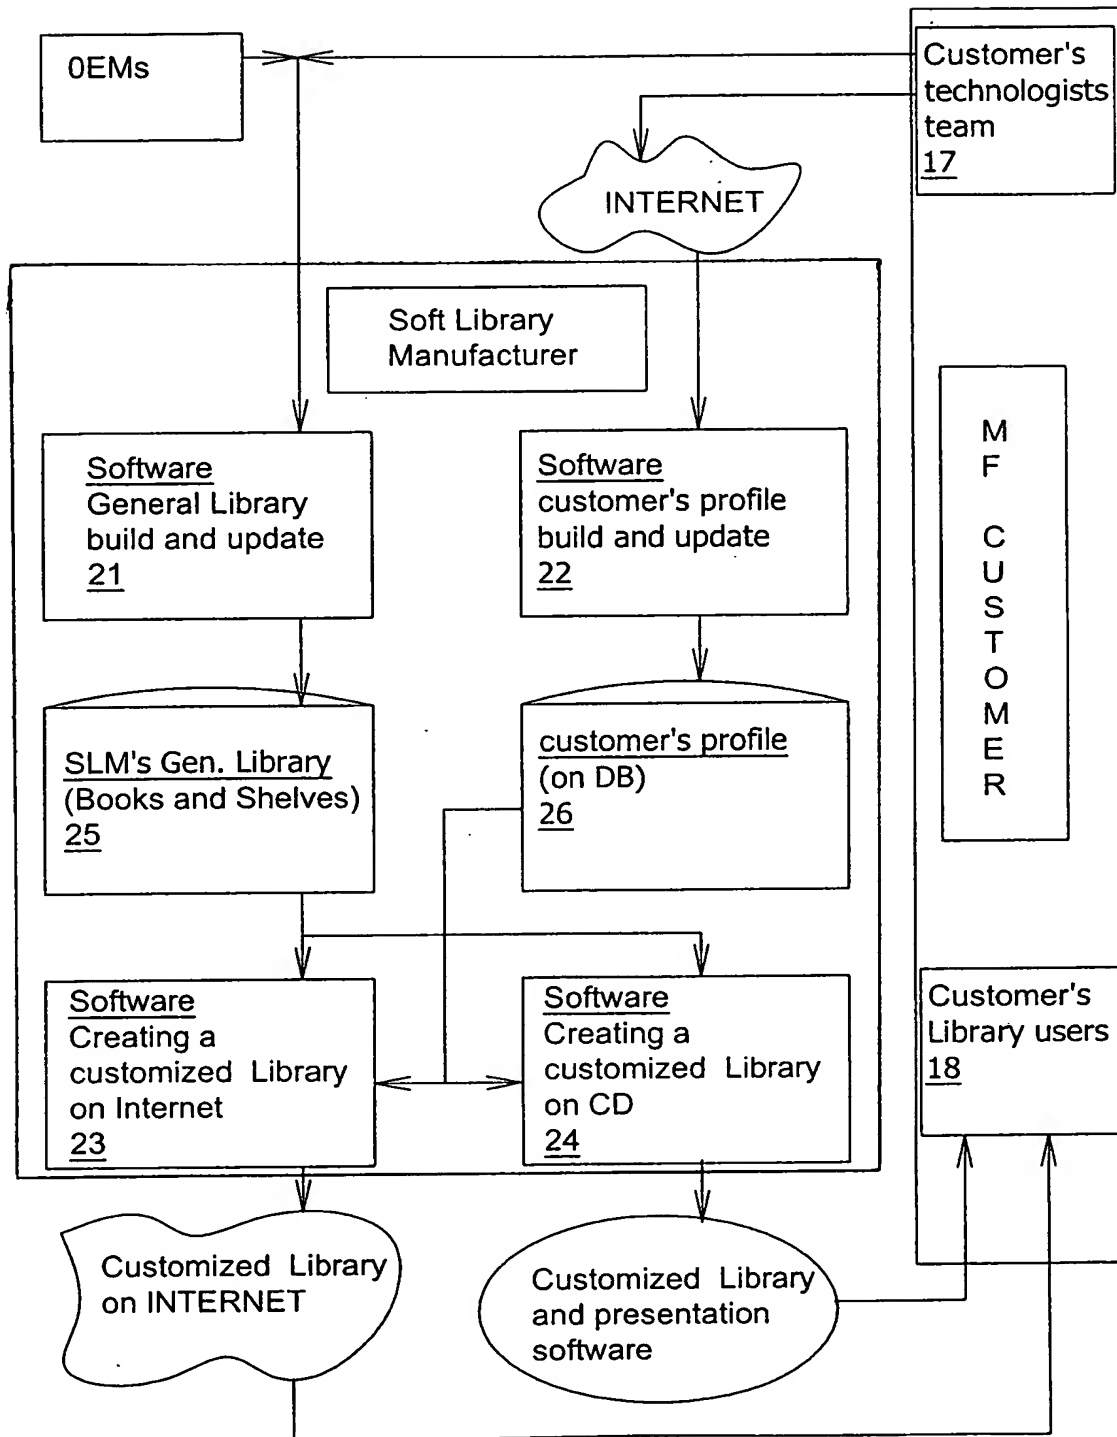 0EMs
Customer's
technologists
team
17
INTERNET
Soft Library
Manufacturer
Software
General Library
build and update
21
Software
customer's profile
build and update
22
M
F
C
U
S
T
O
M
E
R
SLM's Gen. Library
(Books and Shelves)
25
customer's profile
(on DB)
26
Software
Creating a
customized Library
on Internet
23
Software
Creating a
customized Library
on CD
24
Customer's
Library users
18
Customized Library
on INTERNET
Customized Library
and presentation
software